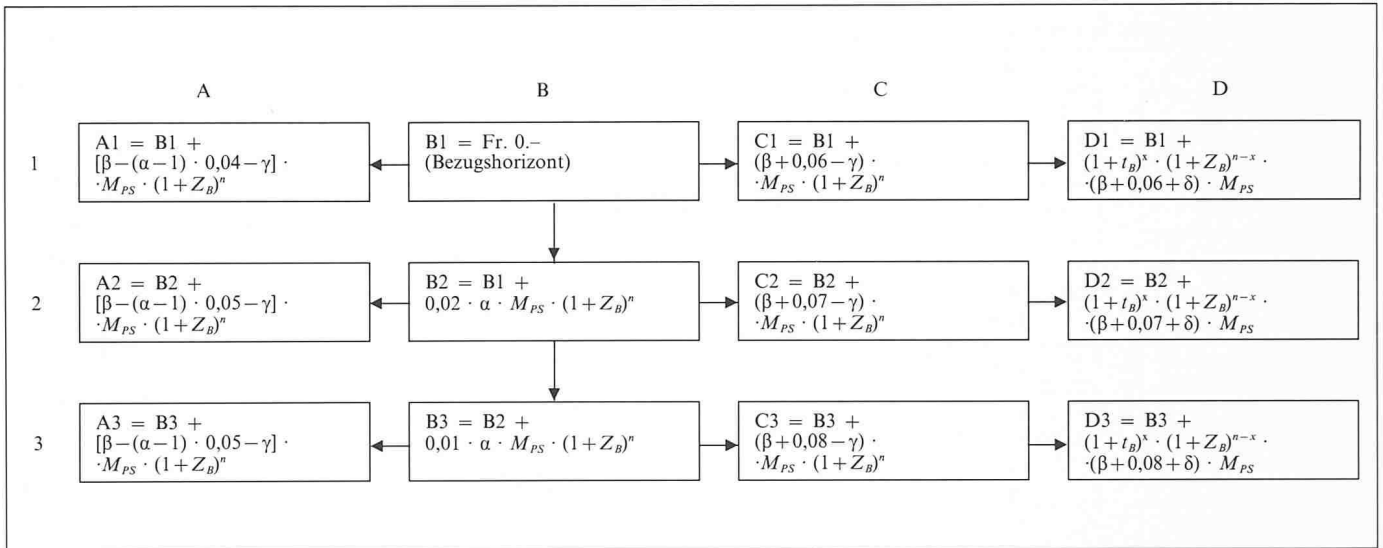 A B C D
1
A1 = B1 +
[β−(α−1) · 0,04−γ] ·
· M_PS · (1+Z_B)^n
B1 = Fr. 0.–
(Bezugshorizont)
C1 = B1 +
(β+0,06−γ) ·
· M_PS · (1+Z_B)^n
D1 = B1 +
(1+t_B)^x · (1+Z_B)^{n−x} ·
·(β+0,06+δ) · M_PS
2
A2 = B2 +
[β−(α−1) · 0,05−γ] ·
· M_PS · (1+Z_B)^n
B2 = B1 +
0,02 · α · M_PS · (1+Z_B)^n
C2 = B2 +
(β+0,07−γ) ·
· M_PS · (1+Z_B)^n
D2 = B2 +
(1+t_B)^x · (1+Z_B)^{n−x} ·
·(β+0,07+δ) · M_PS
3
A3 = B3 +
[β−(α−1) · 0,05−γ] ·
· M_PS · (1+Z_B)^n
B3 = B2 +
0,01 · α · M_PS · (1+Z_B)^n
C3 = B3 +
(β+0,08−γ) ·
· M_PS · (1+Z_B)^n
D3 = B3 +
(1+t_B)^x · (1+Z_B)^{n−x} ·
·(β+0,08+δ) · M_PS